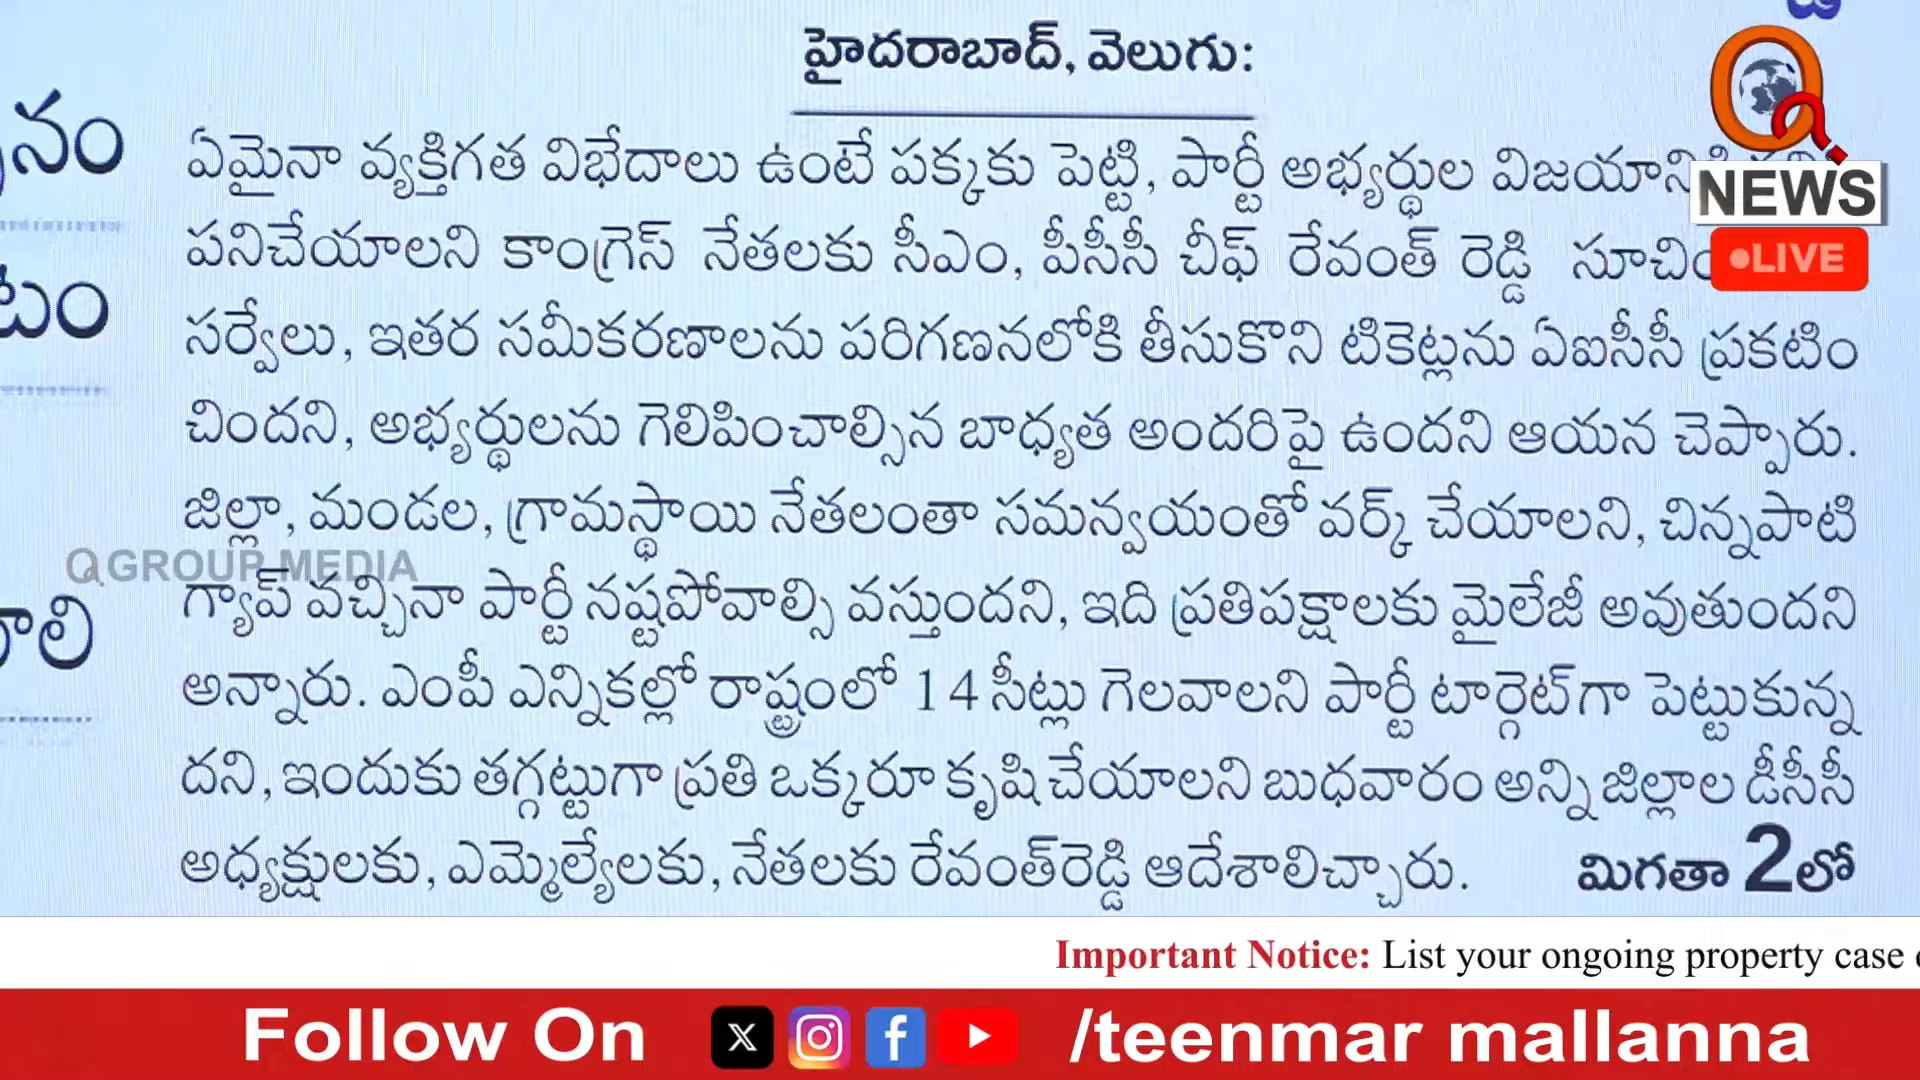 హైదరాబాద్, వెలుగు:
ఏమైనా వ్యక్తిగత విభేదాలు ఉంటే పక్కకు పెట్టి, పార్టీ అభ్యర్థుల
పనిచేయాలని కాంగ్రెస్ నేతలకు సీఎం, పీసీసీ చీఫ్ రేవంత్ రెడ్డి
సర్వేలు, ఇతర సమీకరణాలను పరిగణనలోకి తీసుకొని టికెట్లను ఏఐసీసీ ప్రకటిం
చిందని, అభ్యర్థులను గెలిపించాల్సిన బాధ్యత అందరిపై ఉందని ఆయన చెప్పారు.
జిల్లా, మండల, గ్రామస్థాయి నేతలంతా సమన్వయంతో వర్క్ చేయాలని, చిన్నపాటి
గ్యాప్ వచ్చినా పార్టీ నష్టపోవాల్సి వస్తుందని, ఇది ప్రతిపక్షాలకు మైలేజీ అవుతుందని
అన్నారు. ఎంపీ ఎన్నికల్లో రాష్ట్రంలో 14 సీట్లు గెలవాలని పార్టీ టార్గెట్‌గా పెట్టుకున్న
దని, ఇందుకు తగ్గట్టుగా ప్రతి ఒక్కరూ కృషి చేయాలని బుధవారం అన్ని జిల్లాల డీసీసీ
అధ్యక్షులకు, ఎమ్మెల్యేలకు, నేతలకు రేవంత్‌రెడ్డి ఆదేశాలిచ్చారు. మిగతా 2లో
Q GROUP MEDIA
Q
NEWS
LIVE
Important Notice: List your ongoing property case
Follow On /teenmar mallanna